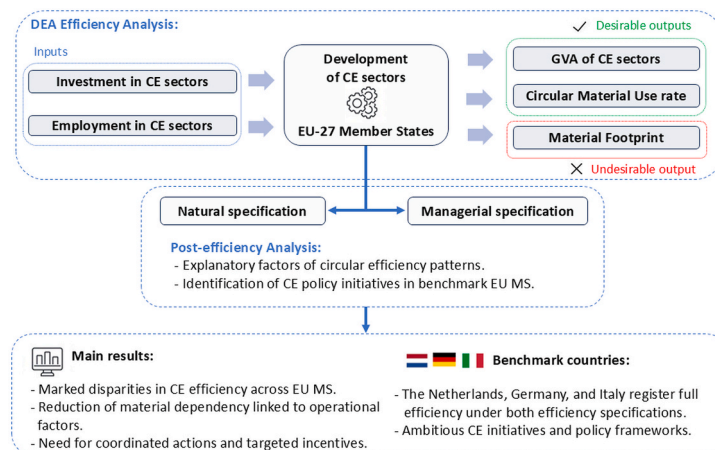 DEA Efficiency Analysis:
Desirable outputs
Inputs
Investment in CE sectors
Employment in CE sectors
Development
of CE sectors
EU-27 Member States
GVA of CE sectors
Circular Material Use rate
Material Footprint
Undesirable output
Natural specification
Managerial specification
Post-efficiency Analysis:
- Explanatory factors of circular efficiency patterns.
- Identification of CE policy initiatives in benchmark EU MS.
Main results:
- Marked disparities in CE efficiency across EU MS.
- Reduction of material dependency linked to operational
factors.
- Need for coordinated actions and targeted incentives.
Benchmark countries:
- The Netherlands, Germany, and Italy register full
efficiency under both efficiency specifications.
- Ambitious CE initiatives and policy frameworks.